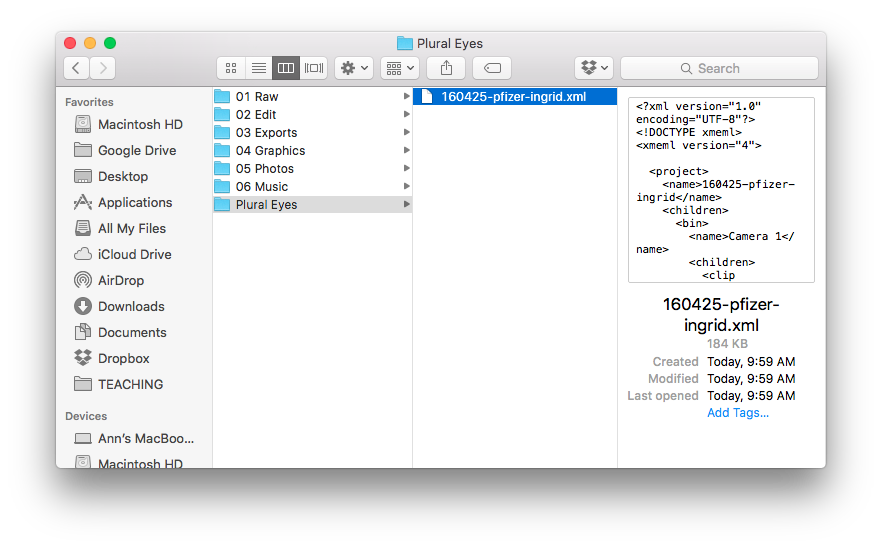 Plural Eyes
Search
Favorites
Macintosh HD
Google Drive
Desktop
Applications
All My Files
iCloud Drive
AirDrop
Downloads
Documents
Dropbox
TEACHING
Devices
Ann's MacBoo...
Macintosh HD
01 Raw
02 Edit
03 Exports
04 Graphics
05 Photos
06 Music
Plural Eyes
160425-pfizer-ingrid.xml
<?xml version="1.0"
encoding="UTF-8"?>
<!DOCTYPE xmeml>
<xmeml version="4">
<project>
<name>160425-pfizer-
ingrid</name>
<children>
<bin>
<name>Camera 1</
name>
<children>
<clip
160425-pfizer-
ingrid.xml
184 KB
Created Today, 9:59 AM
Modified Today, 9:59 AM
Last opened Today, 9:59 AM
Add Tags...